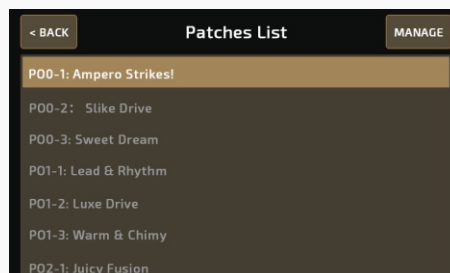 < BACK
Patches List
MANAGE
P00-1: Ampero Strikes!
P00-2： Slike Drive
P00-3: Sweet Dream
P01-1: Lead & Rhythm
P01-2: Luxe Drive
P01-3: Warm & Chimy
P02-1: Juicy Fusion